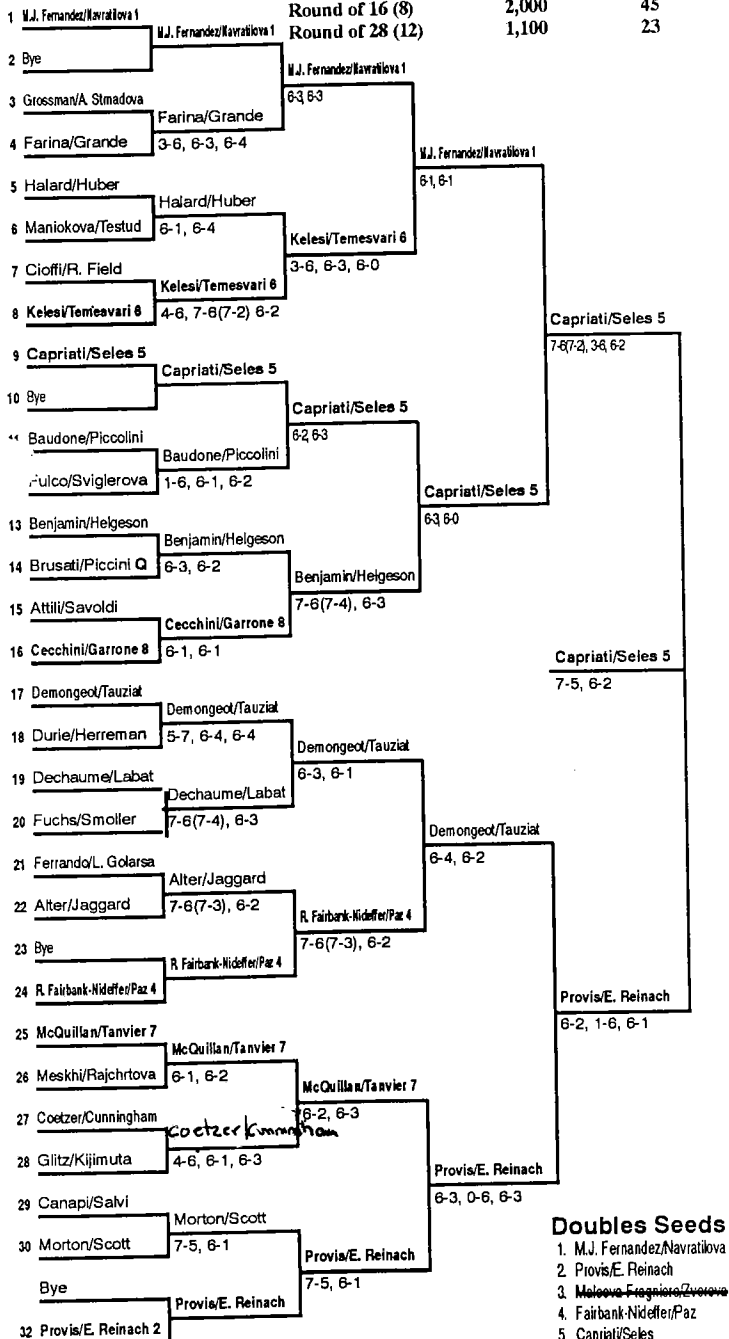 Round of 16 (8) 2,000 45
Round of 28 (12) 1,100 23
1 M.J. Fernandez/Navratilova 1
M.J. Fernandez/Navratilova 1
2 Bye
M.J. Fernandez/Navratilova 1
6-3, 6-3
3 Grossman/A. Strnadova
Farina/Grande
4 Farina/Grande
3-6, 6-3, 6-4
M.J. Fernandez/Navratilova 1
6-1, 6-1
5 Halard/Huber
Halard/Huber
6 Maniokova/Testud
6-1, 6-4
Kelesi/Temesvari 6
3-6, 6-3, 6-0
7 Cioffi/R. Field
Kelesi/Temesvari 6
8 Kelesi/Temesvari 6
4-6, 7-6(7-2) 6-2
Capriati/Seles 5
7-6(7-2), 3-6, 6-2
9 Capriati/Seles 5
Capriati/Seles 5
10 Bye
Capriati/Seles 5
6-2, 6-3
Baudone/Piccolini
Baudone/Piccolini
Fulco/Sviglerova
1-6, 6-1, 6-2
Capriati/Seles 5
6-3, 6-0
13 Benjamin/Helgeson
Benjamin/Helgeson
14 Brusati/Piccini Q
6-3, 6-2
Benjamin/Helgeson
7-6(7-4), 6-3
15 Attili/Savoldi
Cecchini/Garrone 8
16 Cecchini/Garrone 8
6-1, 6-1
Capriati/Seles 5
7-5, 6-2
17 Demongeot/Tauziat
Demongeot/Tauziat
18 Durie/Herreman
5-7, 6-4, 6-4
Demongeot/Tauziat
6-3, 6-1
19 Dechaume/Labat
Dechaume/Labat
20 Fuchs/Smoller
7-6(7-4), 6-3
Demongeot/Tauziat
6-4, 6-2
21 Ferrando/L. Golarsa
Alter/Jaggard
22 Alter/Jaggard
7-6(7-3), 6-2
R. Fairbank-Nideffer/Paz 4
7-6(7-3), 6-2
23 Bye
R. Fairbank-Nideffer/Paz 4
24 R. Fairbank-Nideffer/Paz 4
Provis/E. Reinach
6-2, 1-6, 6-1
25 McQuillan/Tanvier 7
McQuillan/Tanvier 7
26 Meskhi/Rajchrtova
6-1, 6-2
McQuillan/Tanvier 7
6-2, 6-3
27 Coetzer/Cunningham
Coetzer/Cunningham
28 Glitz/Kijimuta
4-6, 6-1, 6-3
Provis/E. Reinach
6-3, 0-6, 6-3
29 Canapi/Salvi
Morton/Scott
30 Morton/Scott
7-5, 6-1
Provis/E. Reinach
7-5, 6-1
Bye
Provis/E. Reinach
32 Provis/E. Reinach 2
Doubles Seeds
1. M.J. Fernandez/Navratilova
2. Provis/E. Reinach
3. Maleeva-Fragniere/Zvereva
4. Fairbank-Nideffer/Paz
5. Capriati/Seles